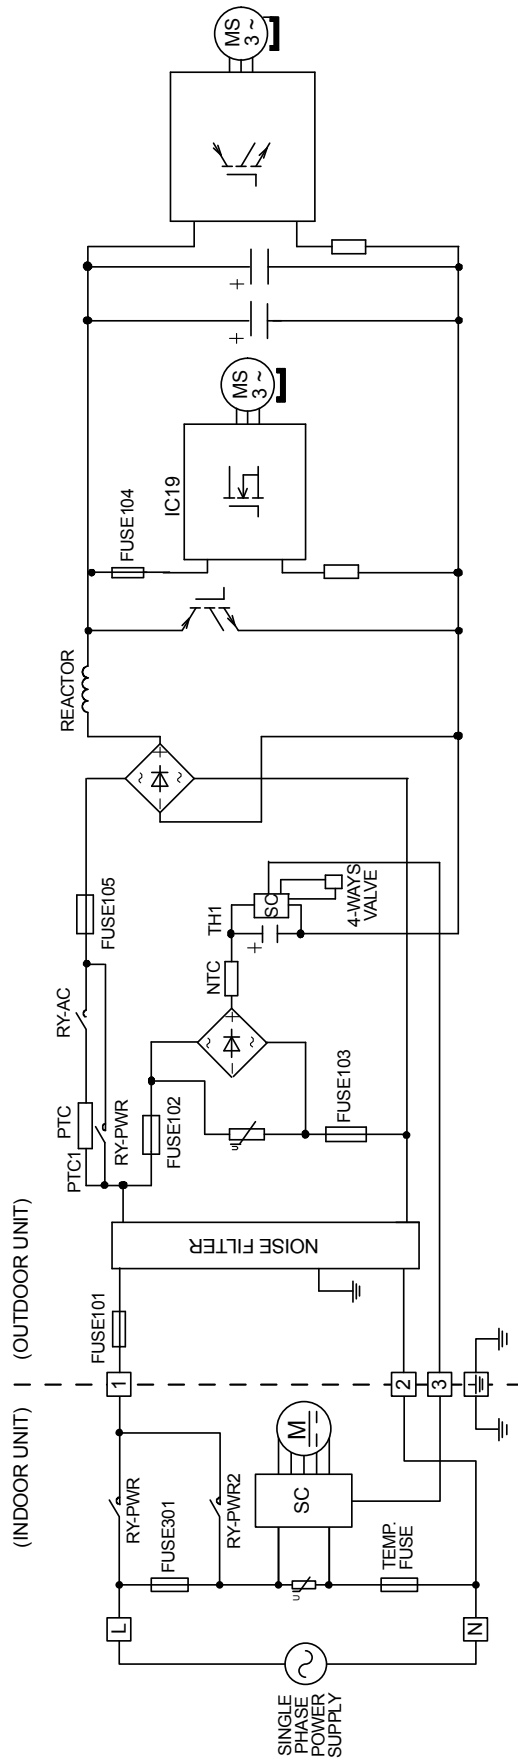 (INDOOR UNIT)
(OUTDOOR UNIT)
SINGLE
PHASE
POWER
SUPPLY
L
N
RY-PWR
FUSE301
RY-PWR2
SC
M
U
TEMP.
FUSE
1
2
3
FUSE101
NOISE FILTER
PTC1
PTC
RY-AC
RY-PWR
FUSE102
FUSE105
U
FUSE103
NTC
TH1
+
SC
4-WAYS
VALVE
~
+
~
−
~
+
~
−
REACTOR
FUSE104
IC19
MS
3 ~
+
+
MS
3 ~